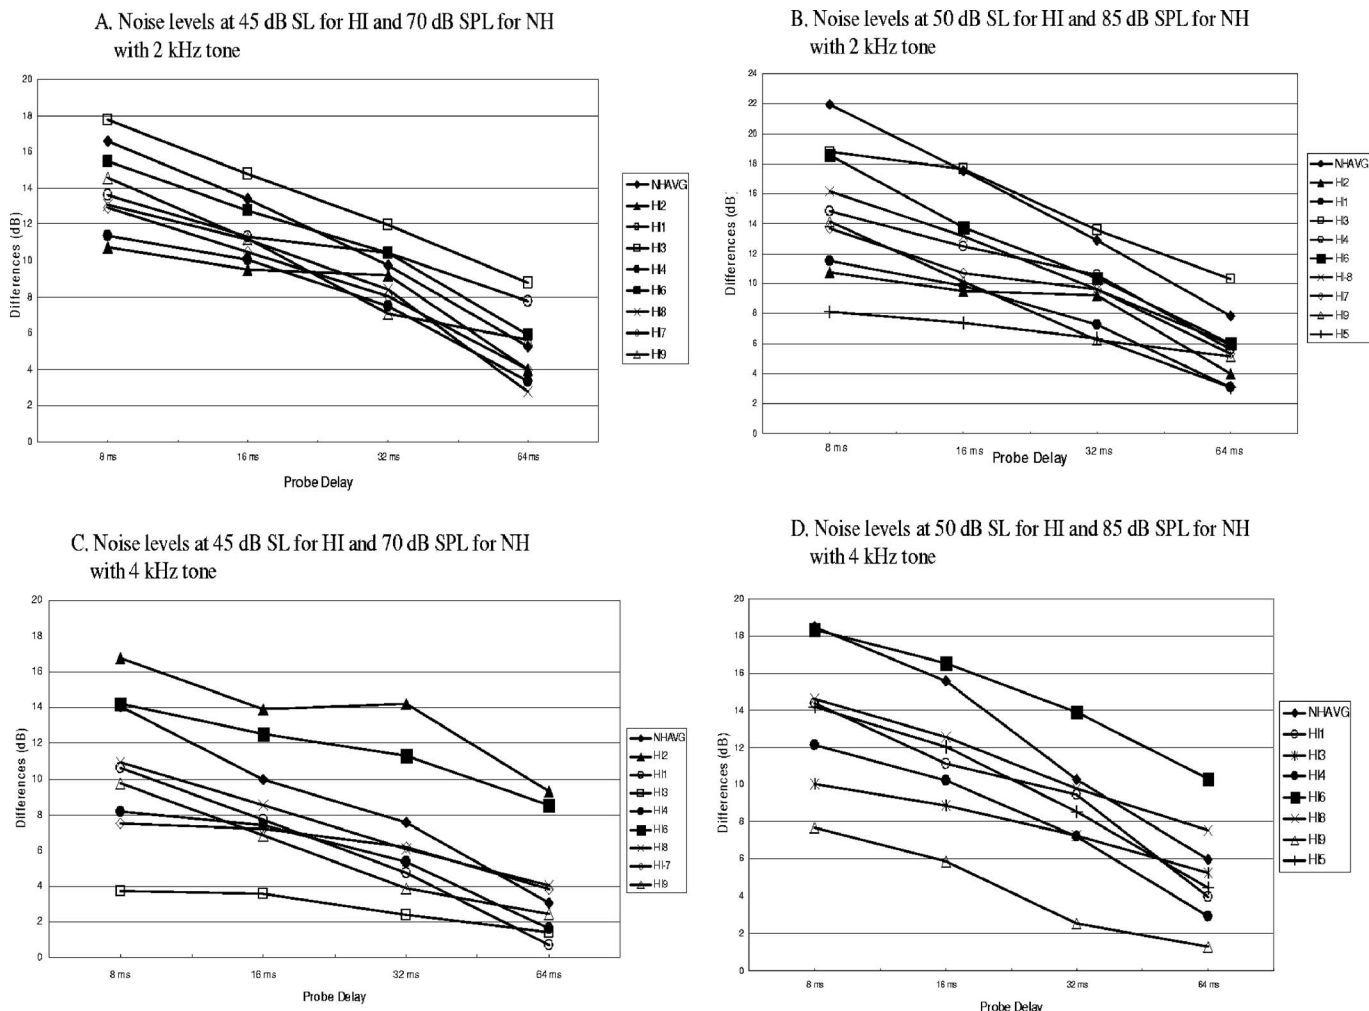 A. Noise levels at 45 dB SL for HI and 70 dB SPL for NH
with 2 kHz tone
Differences (dB)
20
18
16
14
12
10
8
6
4
2
0
8 ms
16 ms
32 ms
64 ms
Probe Delay
NHAVG
HI2
HI1
HI3
HI4
HI6
HI8
HI7
HI9
B. Noise levels at 50 dB SL for HI and 85 dB SPL for NH
with 2 kHz tone
Differences (dB)
24
22
20
18
16
14
12
10
8
6
4
2
0
8 ms
16 ms
32 ms
64 ms
Probe Delay
NHAVG
HI2
HI1
HI3
HI4
HI6
HI-8
HI7
HI9
HI5
C. Noise levels at 45 dB SL for HI and 70 dB SPL for NH
with 4 kHz tone
Differences (dB)
20
18
16
14
12
10
8
6
4
2
0
8 ms
16 ms
32 ms
64 ms
Probe Delay
NHAVG
HI2
HI1
HI3
HI4
HI6
HI8
HI-7
HI9
D. Noise levels at 50 dB SL for HI and 85 dB SPL for NH
with 4 kHz tone
Differences (dB)
20
18
16
14
12
10
8
6
4
2
0
8 ms
16 ms
32 ms
64 ms
Probe Delay
NHAVG
HI1
HI3
HI4
HI6
HI8
HI9
HI5